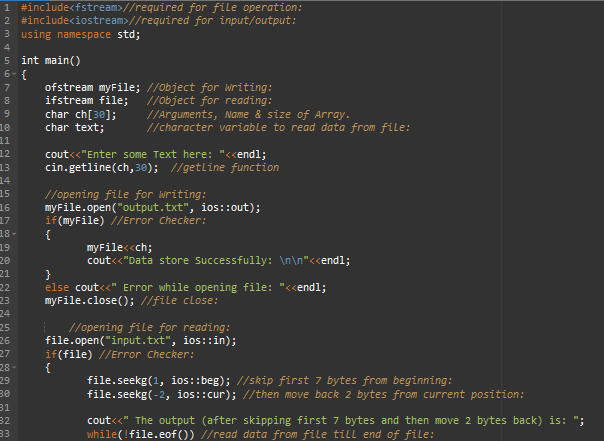 1 #include<fstream>//required for file operation:
2 #include<iostream>//required for input/output:
3 using namespace std;
4
5 int main()
6 {
7 ofstream myFile; //Object for Writing:
8 ifstream file; //Object for reading:
9 char ch[30]; //Arguments, Name & size of Array.
10 char text; //character variable to read data from file:
11
12 cout<<"Enter some Text here: "<<endl;
13 cin.getline(ch,30); //getline function
14
15 //opening file for Writing:
16 myFile.open("output.txt", ios::out);
17 if(myFile) //Error Checker:
18 {
19 myFile<<ch;
20 cout<<"Data store Successfully: \n\n"<<endl;
21 }
22 else cout<<" Error while opening file: "<<endl;
23 myFile.close(); //file close:
24
25 //opening file for reading:
26 file.open("input.txt", ios::in);
27 if(file) //Error Checker:
28 {
29 file.seekg(1, ios::beg); //skip first 7 bytes from beginning:
30 file.seekg(-2, ios::cur); //then move back 2 bytes from current position:
31
32 cout<<" The output (after skipping first 7 bytes and then move 2 bytes back) is: ";
33 while(!file.eof()) //read data from file till end of file: